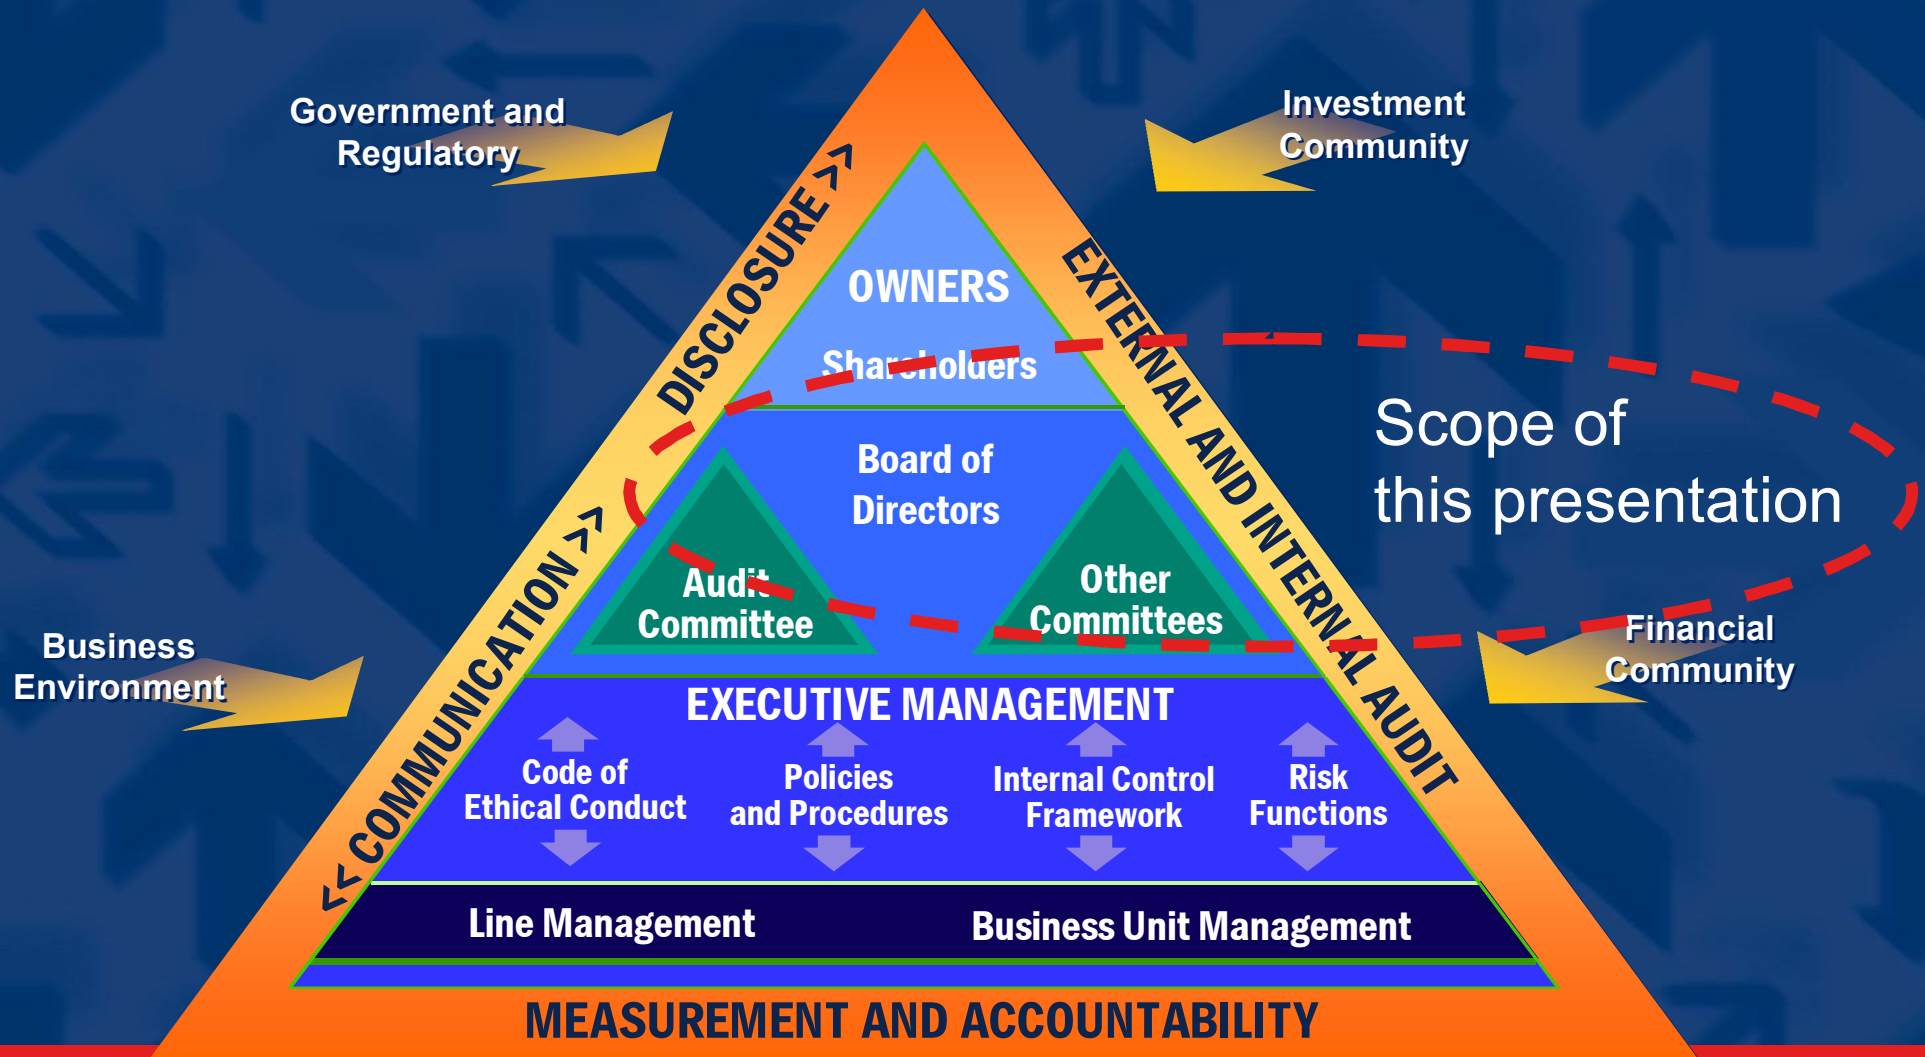 Government and
Regulatory
Investment
Community
<< COMMUNICATION >>
DISCLOSURE >>
EXTERNAL AND INTERNAL AUDIT
OWNERS
Shareholders
Scope of
this presentation
Board of
Directors
Audit
Committee
Other
Committees
Business
Environment
Financial
Community
EXECUTIVE MANAGEMENT
Code of
Ethical Conduct
Policies
and Procedures
Internal Control
Framework
Risk
Functions
Line Management
Business Unit Management
MEASUREMENT AND ACCOUNTABILITY